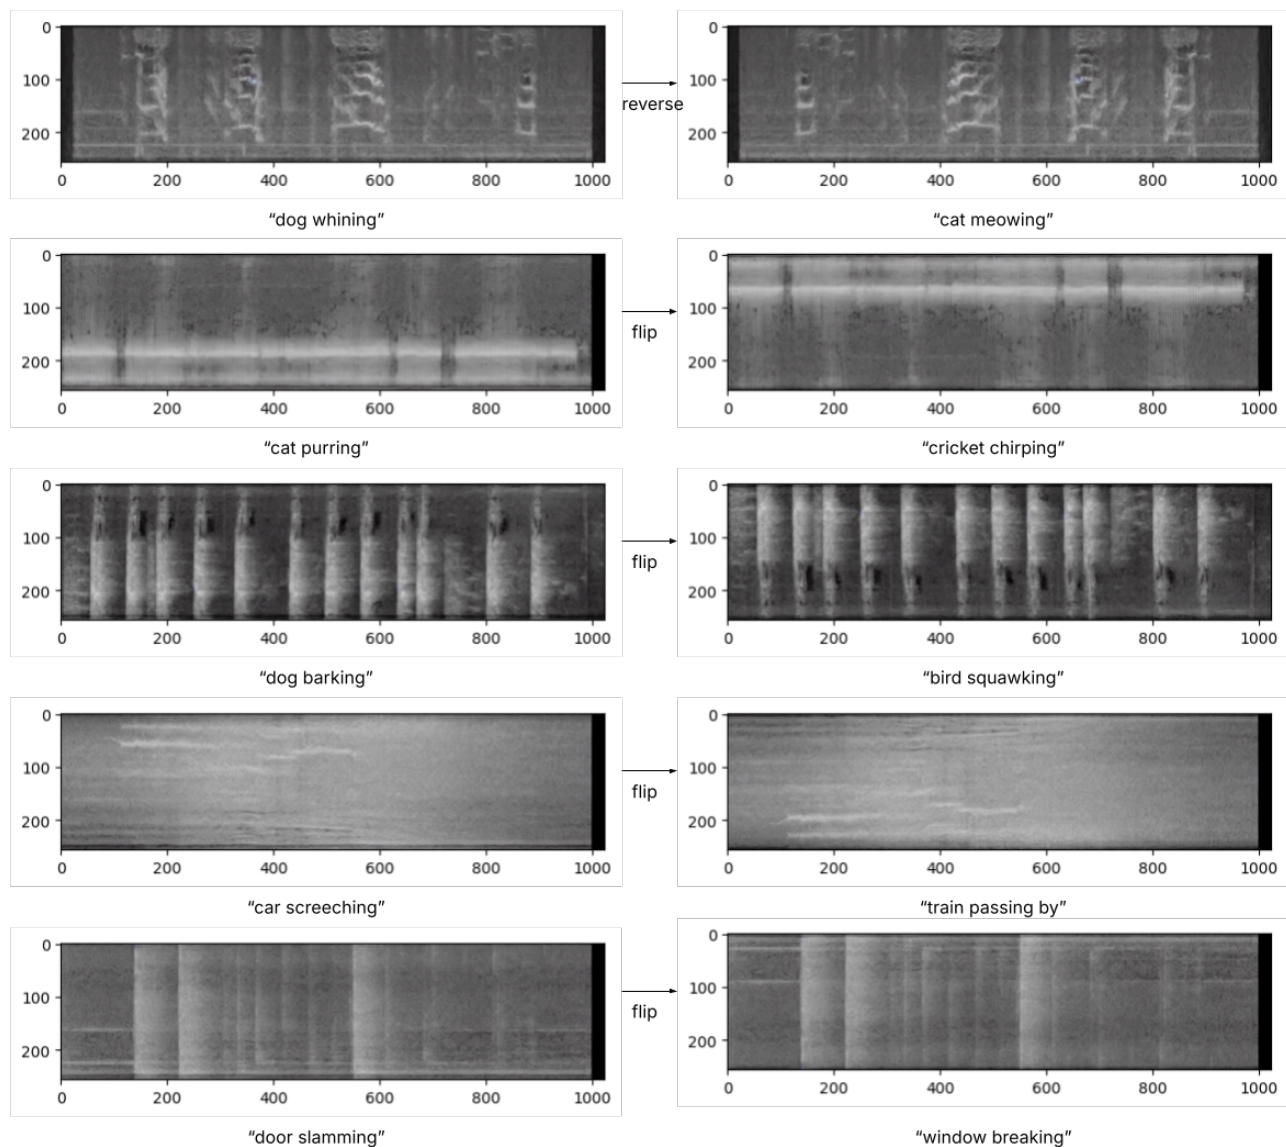 0
100
200
0 200 400 600 800 1000
reverse
0
100
200
0 200 400 600 800 1000
“dog whining”
“cat meowing”
0
100
200
0 200 400 600 800 1000
flip
0
100
200
0 200 400 600 800 1000
“cat purring”
“cricket chirping”
0
100
200
0 200 400 600 800 1000
flip
0
100
200
0 200 400 600 800 1000
“dog barking”
“bird squawking”
0
100
200
0 200 400 600 800 1000
flip
0
100
200
0 200 400 600 800 1000
“car screeching”
“train passing by”
0
100
200
0 200 400 600 800 1000
flip
0
100
200
0 200 400 600 800 1000
“door slamming”
“window breaking”